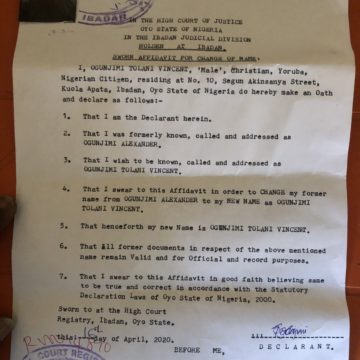 IBADAN
IN THE HIGH COURT OF JUSTICE
OYO STATE OF NIGERIA
IN THE IBADAN JUDICIAL DIVISION
HOLDEN AT IBADAN.
SWORN AFFIDAVIT FOR CHANGE OF NAME.
I, OGUNJIMI TOLANI VINCENT, 'Male', Christian, Yoruba,
Nigerian Citizen, residing at No. 10, Segum Akinsanya Street,
Kuola Apata, Ibadan, Oyo State of Nigeria do hereby make an Oath
and declare as follows:-
1. That I am the Declarant herein.
2. That I was formerly known, called and addressed as
OGUNJIMI ALEXANDER.
3. That I wish to be known, called and addressed as
OGUNJIMI TOLANI VINCENT.
4 That I swear to this Affidavit in order to CHANGE my former
name from OGUNJIMI ALEXANDER to my NEW NAME as OGUNJIMI
TOLANI VINCENT.
5 That henceforth my new Name is OGUNJIMI TOLANI VINCENT.
6 That all former documents in respect of the above mentioned
name remain Valid and for Official and record purposes.
7 That I swear to this Affidavit in good faith believing same
to be true and correct in accordance with the Statutory
Declaration Laws of Oyo State of Nigeria, 2000.
Sworn to at the High Court
Registry, Ibadan, Oyo State.
this 1st day of April, 2020.
DECLARANT.
BEFORE ME,
COURT REGI